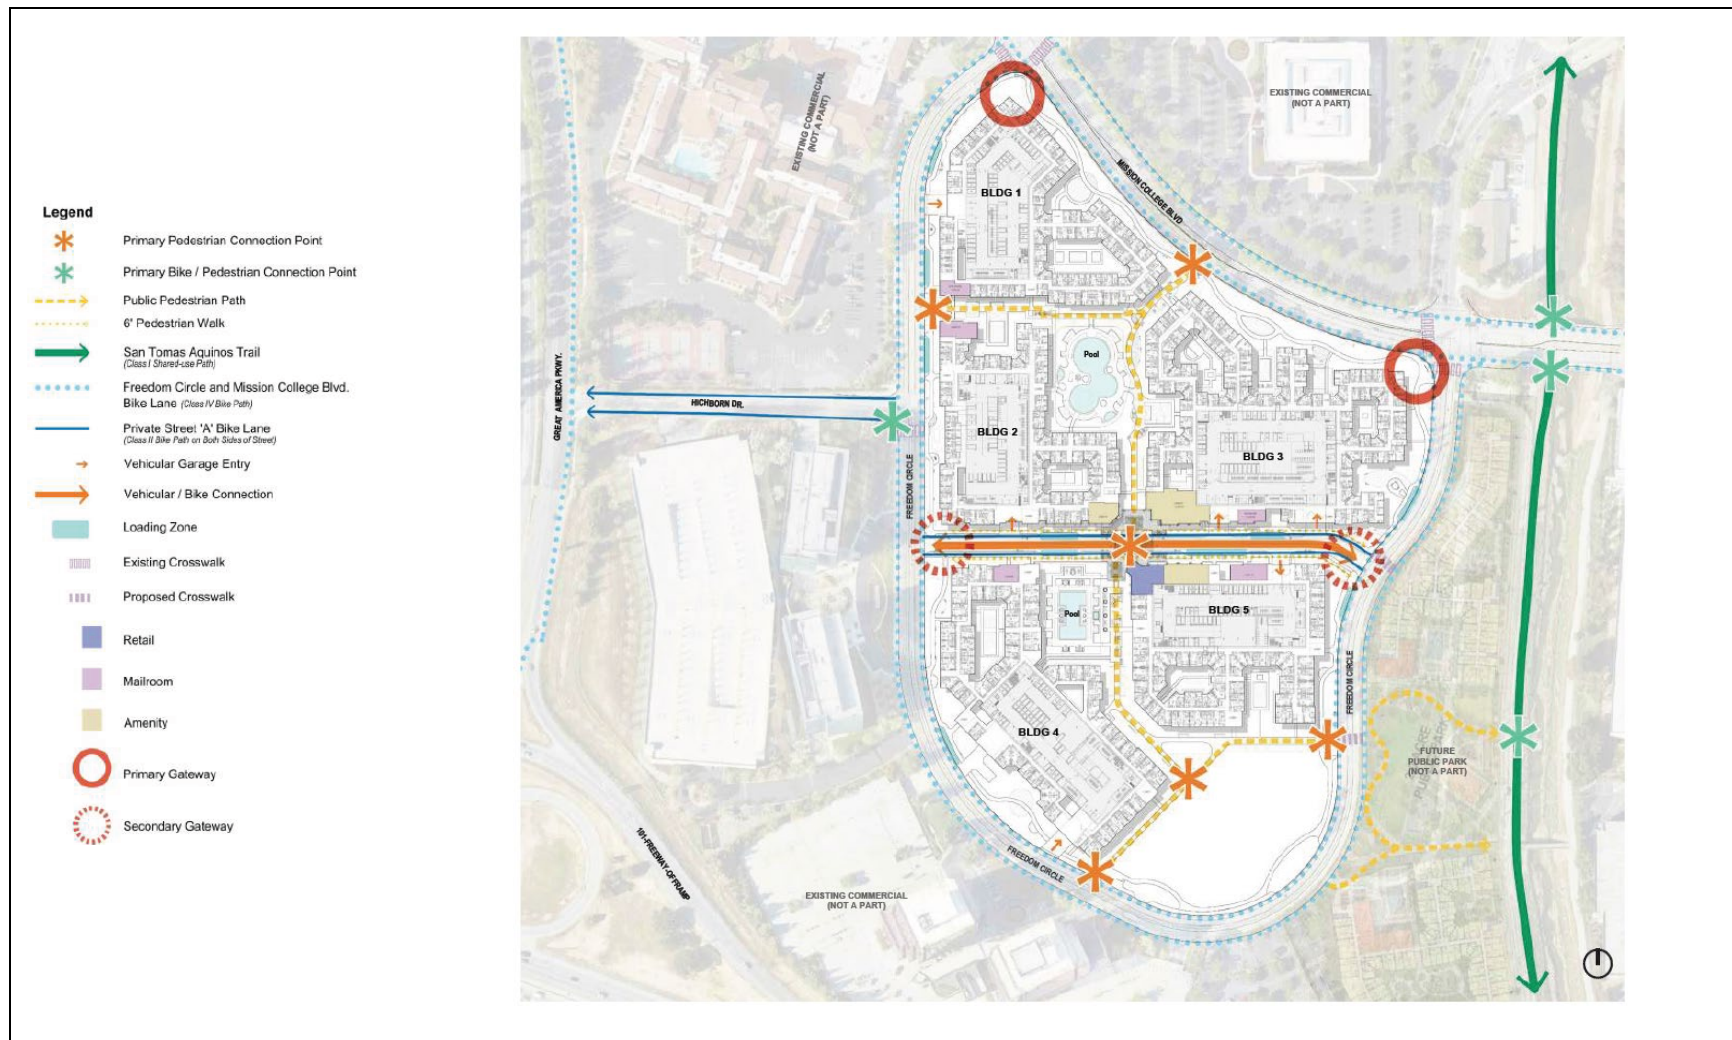 Legend
Primary Pedestrian Connection Point
Primary Bike / Pedestrian Connection Point
Public Pedestrian Path
6' Pedestrian Walk
San Tomas Aquinos Trail
(Class I Shared-use Path)
Freedom Circle and Mission College Blvd.
Bike Lane (Class IV Bike Path)
Private Street 'A' Bike Lane
(Class II Bike Path on Both Sides of Street)
Vehicular Garage Entry
Vehicular / Bike Connection
Loading Zone
Existing Crosswalk
Proposed Crosswalk
Retail
Mailroom
Amenity
Primary Gateway
Secondary Gateway
EXISTING COMMERCIAL
(NOT A PART)
EXISTING COMMERCIAL
(NOT A PART)
MISSION COLLEGE BLVD
BLDG 1
GREAT AMERICA PKWY.
HICHBORN DR.
Pool
BLDG 2
BLDG 3
FREEDOM CIRCLE
Pool
BLDG 5
FREEDOM CIRCLE
BLDG 4
FUTURE
PUBLIC PARK
(NOT A PART)
101-FREEWAY-OFFRAMP
FREEDOM CIRCLE
EXISTING COMMERCIAL
(NOT A PART)